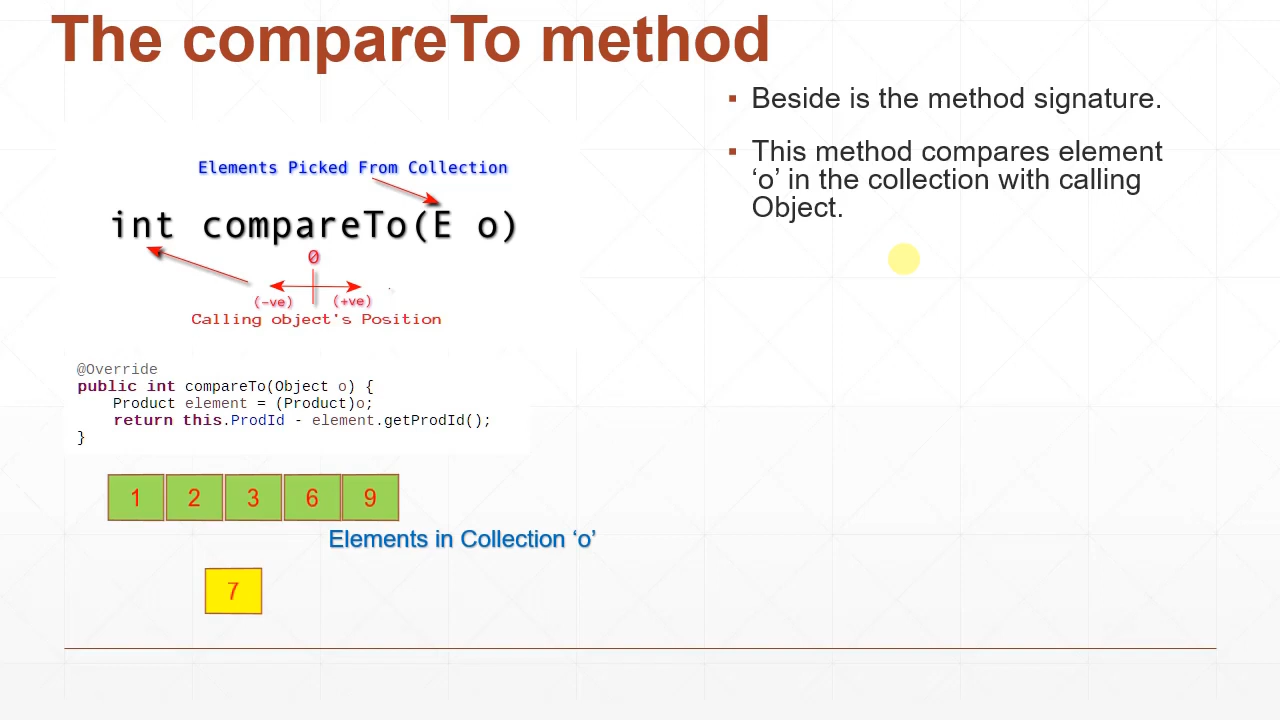 The compareTo method
Elements Picked From Collection
int compareTo(E o)
0
(-ve) (+ve)
Calling object's Position
@Override
public int compareTo(Object o) {
    Product element = (Product)o;
    return this.ProdId - element.getProdId();
}
1 2 3 6 9
Elements in Collection ‘o’
7
▪ Beside is the method signature.
▪ This method compares element
‘o’ in the collection with calling
Object.